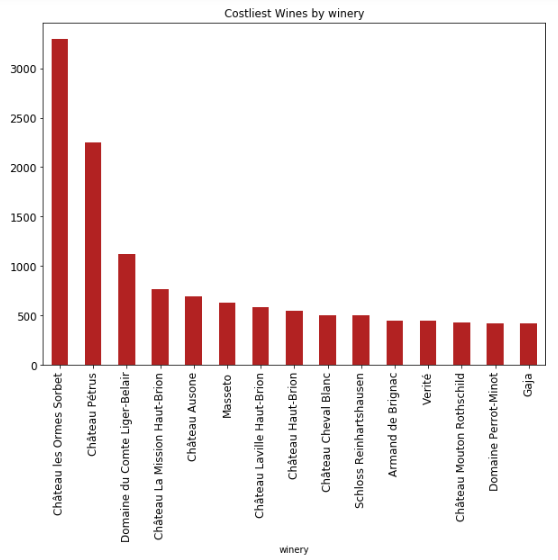 Costliest Wines by winery
3000
2500
2000
1500
1000
500
0
Château les Ormes Sorbet
Château Pétrus
Domaine du Comte Liger-Belair
Château La Mission Haut-Brion
Château Ausone
Masseto
Château Laville Haut-Brion
Château Haut-Brion
Château Cheval Blanc
Schloss Reinhartshausen
Armand de Brignac
Verité
Château Mouton Rothschild
Domaine Perrot-Minot
Gaja
winery